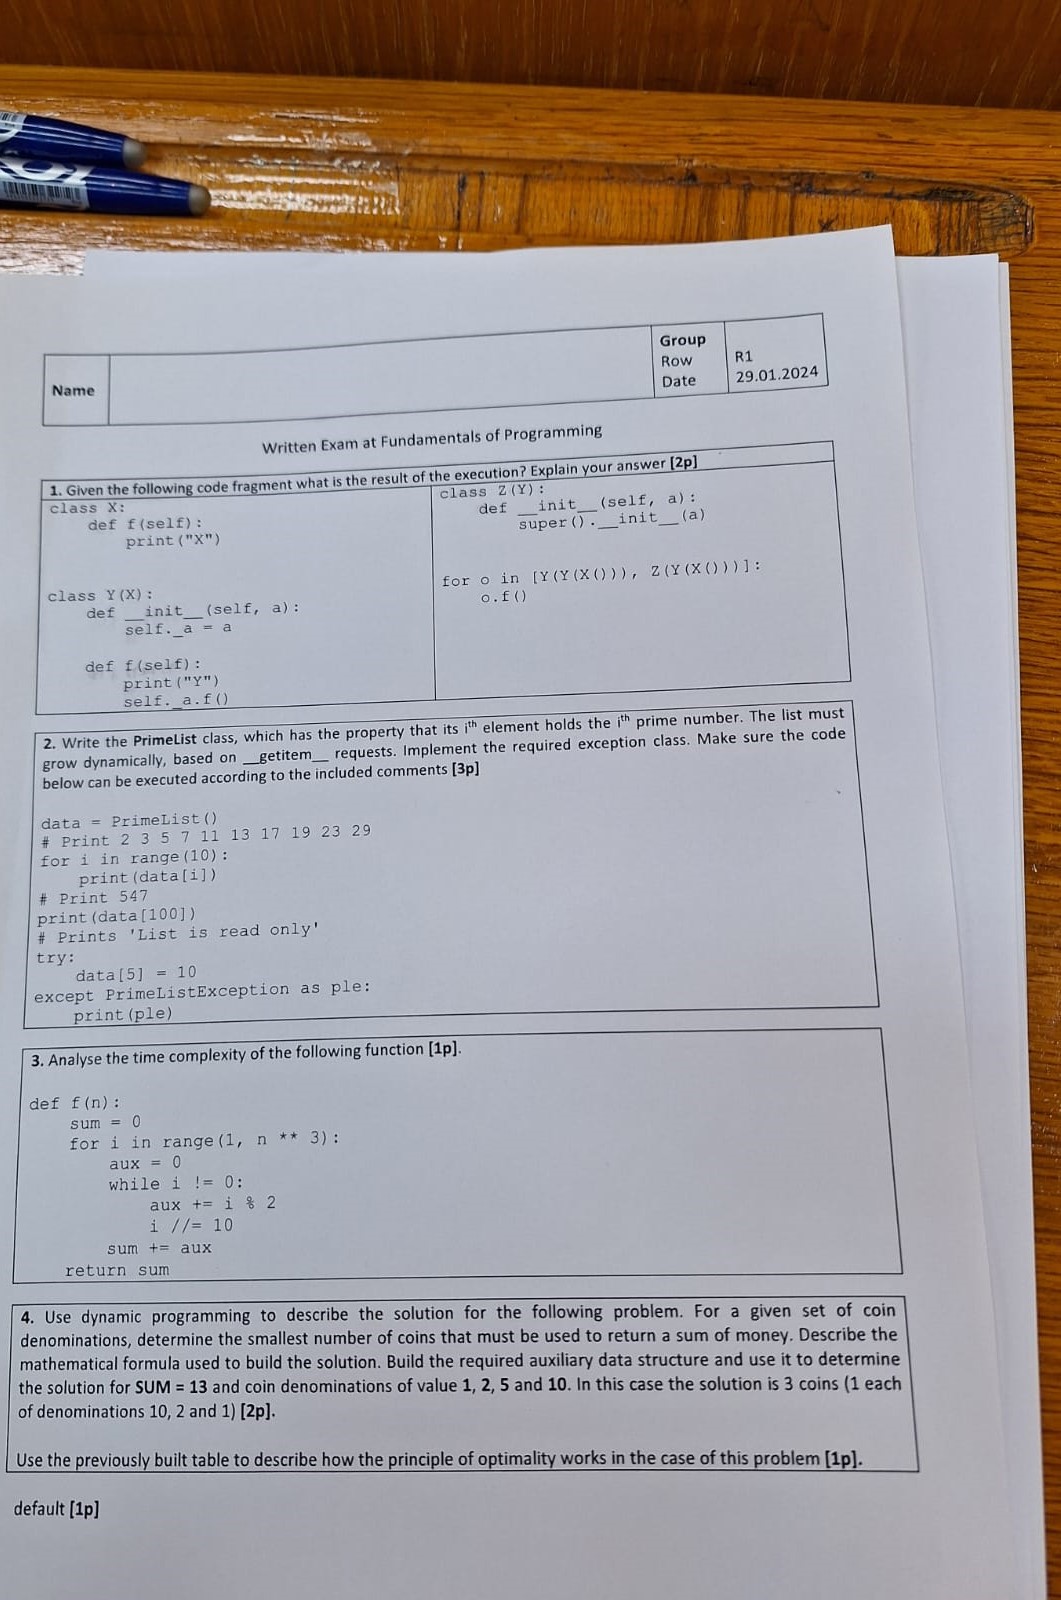 Name
Group
Row
Date
R1
29.01.2024
Written Exam at Fundamentals of Programming
1. Given the following code fragment what is the result of the execution? Explain your answer [2p]
class X:
    def f(self):
        print("X")
class Y(X):
    def __init__(self, a):
        self._a = a
    def f(self):
        print("Y")
        self._a.f()
class Z(Y):
    def __init__(self, a):
        super().__init__(a)
for o in [Y(Y(X())), Z(Y(X()))]:
    o.f()
2. Write the PrimeList class, which has the property that its ith element holds the ith prime number. The list must
grow dynamically, based on __getitem__ requests. Implement the required exception class. Make sure the code
below can be executed according to the included comments [3p]
data = PrimeList()
# Print 2 3 5 7 11 13 17 19 23 29
for i in range(10):
    print(data[i])
# Print 547
print(data[100])
# Prints 'List is read only'
try:
    data[5] = 10
except PrimeListException as ple:
    print(ple)
3. Analyse the time complexity of the following function [1p].
def f(n):
    sum = 0
    for i in range(1, n ** 3):
        aux = 0
        while i != 0:
            aux += i % 2
            i //= 10
        sum += aux
    return sum
4. Use dynamic programming to describe the solution for the following problem. For a given set of coin
denominations, determine the smallest number of coins that must be used to return a sum of money. Describe the
mathematical formula used to build the solution. Build the required auxiliary data structure and use it to determine
the solution for SUM = 13 and coin denominations of value 1, 2, 5 and 10. In this case the solution is 3 coins (1 each
of denominations 10, 2 and 1) [2p].
Use the previously built table to describe how the principle of optimality works in the case of this problem [1p].
default [1p]